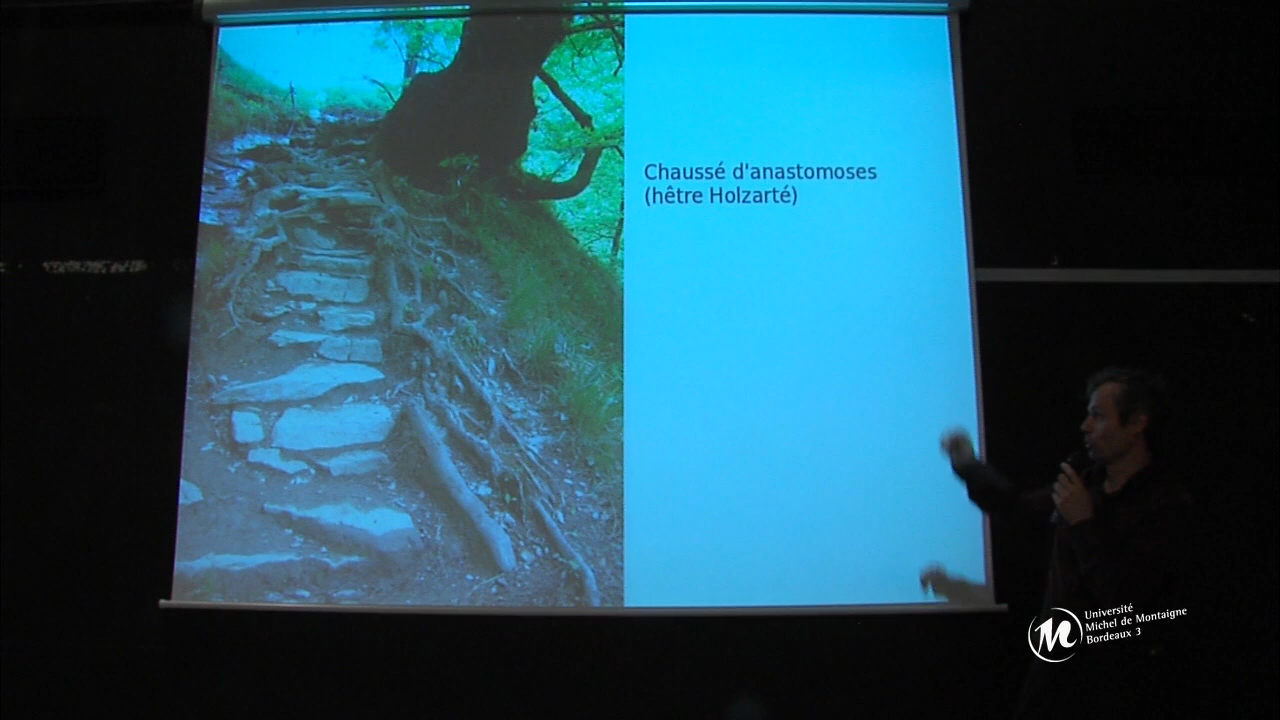 Chaussé d'anastomoses
(hêtre Holzarté)
Université
Michel de Montaigne
Bordeaux 3